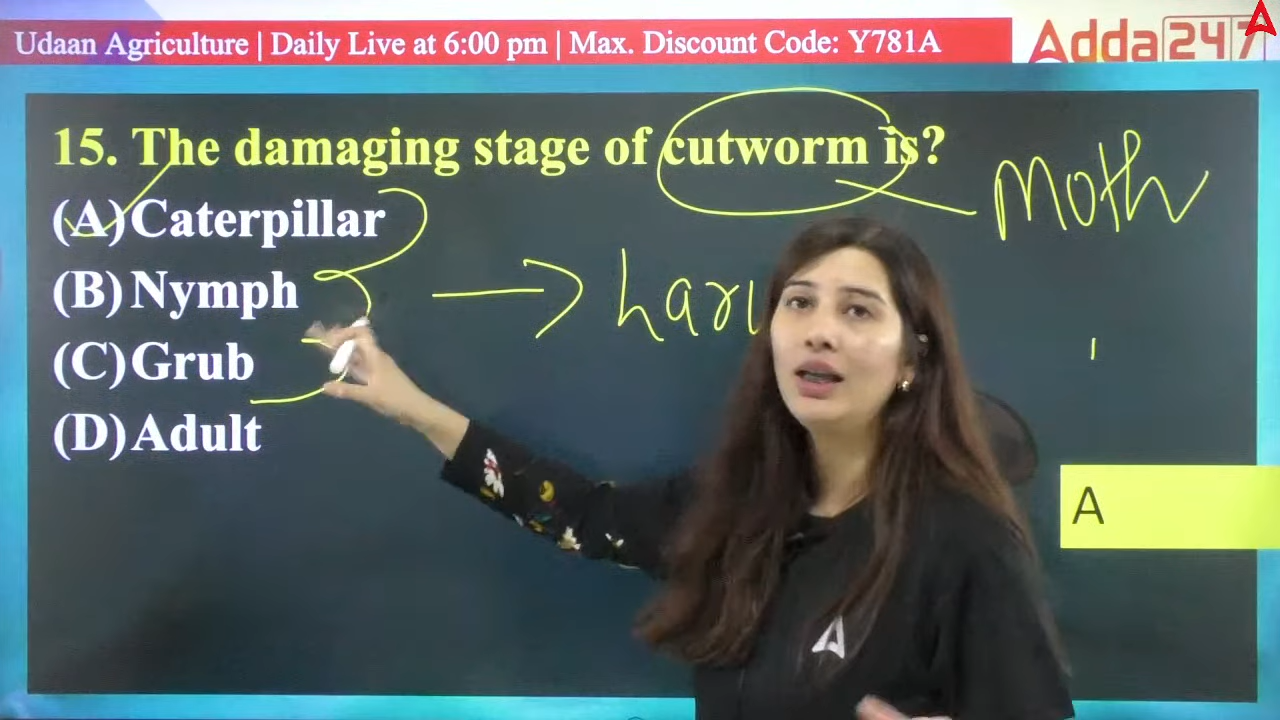 Udaan Agriculture | Daily Live at 6:00 pm | Max. Discount Code: Y781A
Adda247
15. The damaging stage of cutworm is?
Moth
(A) Caterpillar
(B) Nymph
(C) Grub
(D) Adult
A